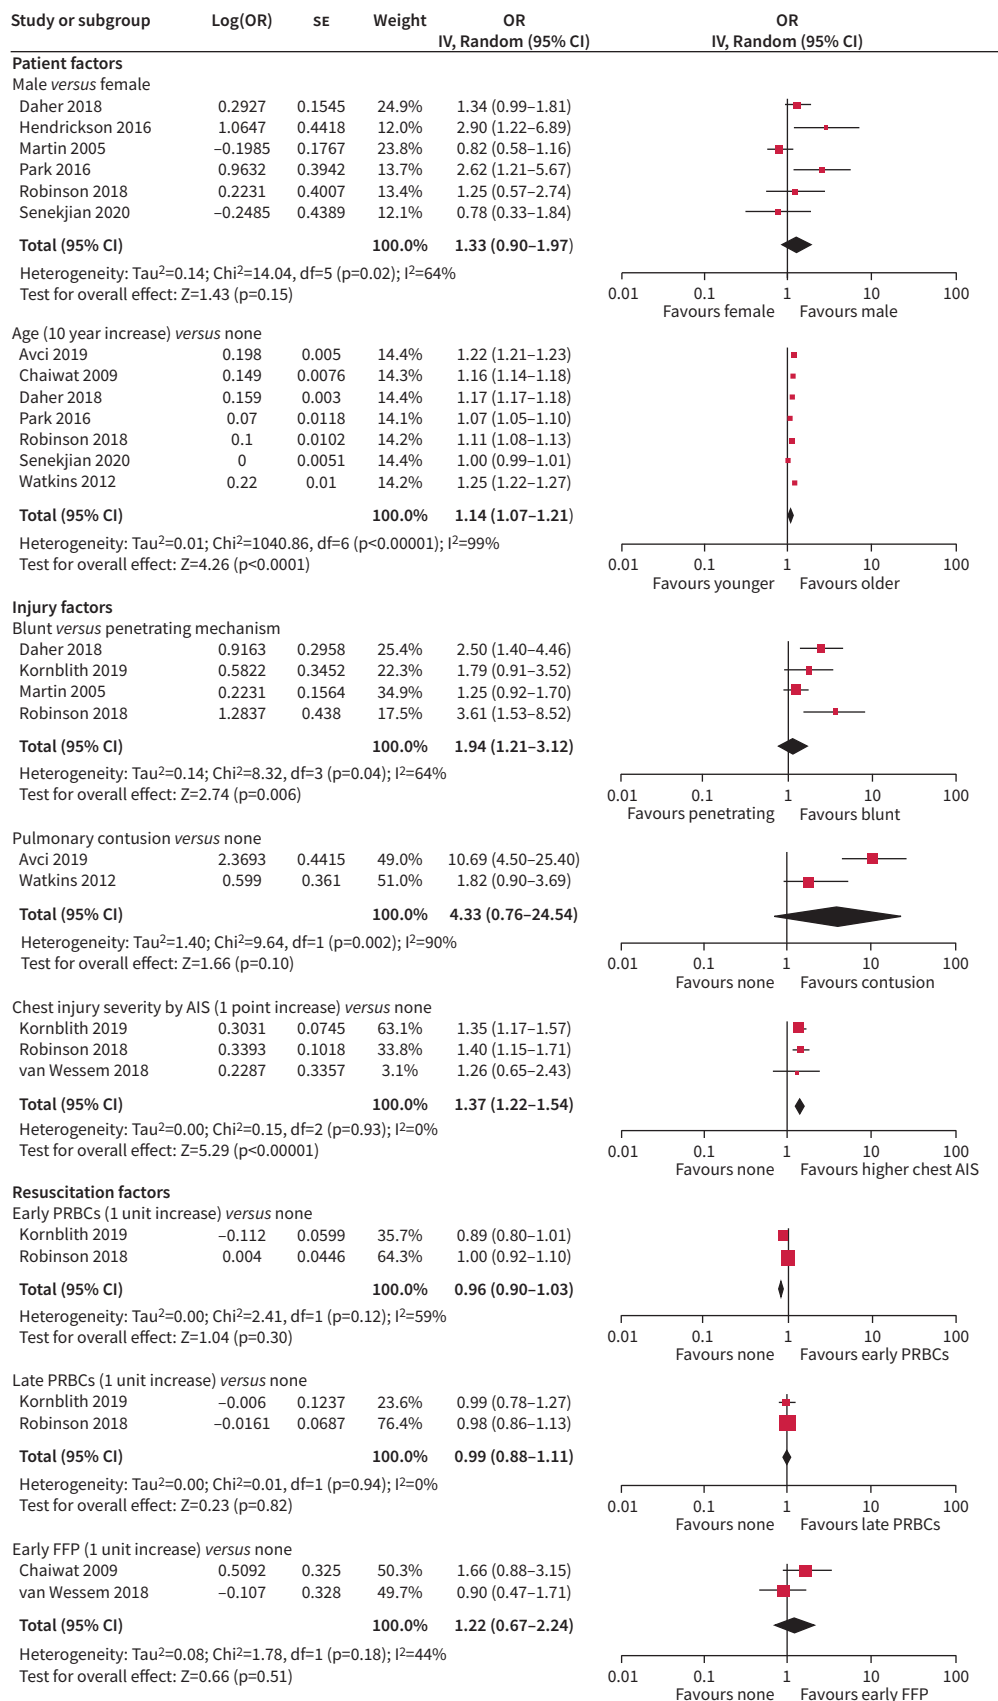 Study or subgroup Log(OR) SE Weight OR OR
IV, Random (95% CI) IV, Random (95% CI)
Patient factors
Male versus female
Daher 2018 0.2927 0.1545 24.9% 1.34 (0.99–1.81)
Hendrickson 2016 1.0647 0.4418 12.0% 2.90 (1.22–6.89)
Martin 2005 –0.1985 0.1767 23.8% 0.82 (0.58–1.16)
Park 2016 0.9632 0.3942 13.7% 2.62 (1.21–5.67)
Robinson 2018 0.2231 0.4007 13.4% 1.25 (0.57–2.74)
Senekjian 2020 –0.2485 0.4389 12.1% 0.78 (0.33–1.84)
Total (95% CI) 100.0% 1.33 (0.90–1.97)
Heterogeneity: Tau²=0.14; Chi²=14.04, df=5 (p=0.02); I²=64%
Test for overall effect: Z=1.43 (p=0.15)
0.01 0.1 1 10 100
Favours female Favours male
Age (10 year increase) versus none
Avci 2019 0.198 0.005 14.4% 1.22 (1.21–1.23)
Chaiwat 2009 0.149 0.0076 14.3% 1.16 (1.14–1.18)
Daher 2018 0.159 0.003 14.4% 1.17 (1.17–1.18)
Park 2016 0.07 0.0118 14.1% 1.07 (1.05–1.10)
Robinson 2018 0.1 0.0102 14.2% 1.11 (1.08–1.13)
Senekjian 2020 0 0.0051 14.4% 1.00 (0.99–1.01)
Watkins 2012 0.22 0.01 14.2% 1.25 (1.22–1.27)
Total (95% CI) 100.0% 1.14 (1.07–1.21)
Heterogeneity: Tau²=0.01; Chi²=1040.86, df=6 (p<0.00001); I²=99%
Test for overall effect: Z=4.26 (p<0.0001)
0.01 0.1 1 10 100
Favours younger Favours older
Injury factors
Blunt versus penetrating mechanism
Daher 2018 0.9163 0.2958 25.4% 2.50 (1.40–4.46)
Kornblith 2019 0.5822 0.3452 22.3% 1.79 (0.91–3.52)
Martin 2005 0.2231 0.1564 34.9% 1.25 (0.92–1.70)
Robinson 2018 1.2837 0.438 17.5% 3.61 (1.53–8.52)
Total (95% CI) 100.0% 1.94 (1.21–3.12)
Heterogeneity: Tau²=0.14; Chi²=8.32, df=3 (p=0.04); I²=64%
Test for overall effect: Z=2.74 (p=0.006)
0.01 0.1 1 10 100
Favours penetrating Favours blunt
Pulmonary contusion versus none
Avci 2019 2.3693 0.4415 49.0% 10.69 (4.50–25.40)
Watkins 2012 0.599 0.361 51.0% 1.82 (0.90–3.69)
Total (95% CI) 100.0% 4.33 (0.76–24.54)
Heterogeneity: Tau²=1.40; Chi²=9.64, df=1 (p=0.002); I²=90%
Test for overall effect: Z=1.66 (p=0.10)
0.01 0.1 1 10 100
Favours none Favours contusion
Chest injury severity by AIS (1 point increase) versus none
Kornblith 2019 0.3031 0.0745 63.1% 1.35 (1.17–1.57)
Robinson 2018 0.3393 0.1018 33.8% 1.40 (1.15–1.71)
van Wessem 2018 0.2287 0.3357 3.1% 1.26 (0.65–2.43)
Total (95% CI) 100.0% 1.37 (1.22–1.54)
Heterogeneity: Tau²=0.00; Chi²=0.15, df=2 (p=0.93); I²=0%
Test for overall effect: Z=5.29 (p<0.00001)
0.01 0.1 1 10 100
Favours none Favours higher chest AIS
Resuscitation factors
Early PRBCs (1 unit increase) versus none
Kornblith 2019 –0.112 0.0599 35.7% 0.89 (0.80–1.01)
Robinson 2018 0.004 0.0446 64.3% 1.00 (0.92–1.10)
Total (95% CI) 100.0% 0.96 (0.90–1.03)
Heterogeneity: Tau²=0.00; Chi²=2.41, df=1 (p=0.12); I²=59%
Test for overall effect: Z=1.04 (p=0.30)
0.01 0.1 1 10 100
Favours none Favours early PRBCs
Late PRBCs (1 unit increase) versus none
Kornblith 2019 –0.006 0.1237 23.6% 0.99 (0.78–1.27)
Robinson 2018 –0.0161 0.0687 76.4% 0.98 (0.86–1.13)
Total (95% CI) 100.0% 0.99 (0.88–1.11)
Heterogeneity: Tau²=0.00; Chi²=0.01, df=1 (p=0.94); I²=0%
Test for overall effect: Z=0.23 (p=0.82)
0.01 0.1 1 10 100
Favours none Favours late PRBCs
Early FFP (1 unit increase) versus none
Chaiwat 2009 0.5092 0.325 50.3% 1.66 (0.88–3.15)
van Wessem 2018 –0.107 0.328 49.7% 0.90 (0.47–1.71)
Total (95% CI) 100.0% 1.22 (0.67–2.24)
Heterogeneity: Tau²=0.08; Chi²=1.78, df=1 (p=0.18); I²=44%
Test for overall effect: Z=0.66 (p=0.51)
0.01 0.1 1 10 100
Favours none Favours early FFP